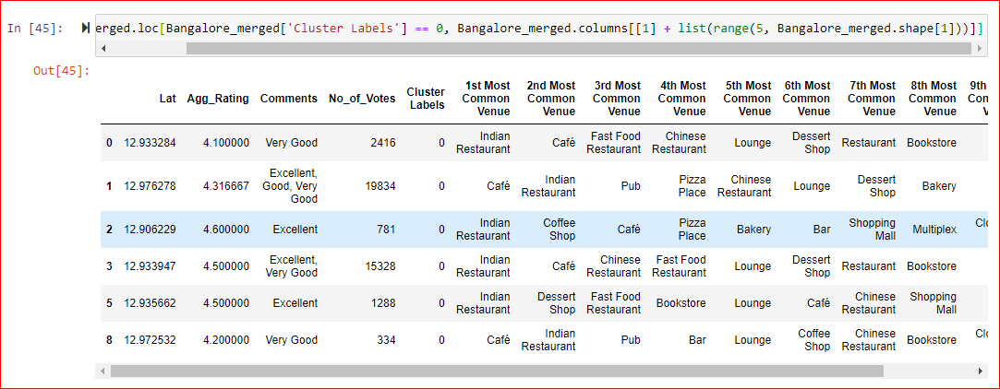 In [45]: erged.loc[Bangalore_merged['Cluster Labels'] == 0, Bangalore_merged.columns[[1] + list(range(5, Bangalore_merged.shape[1]))]]
Out[45]:
Lat Agg_Rating Comments No_of_Votes Cluster Labels 1st Most Common Venue 2nd Most Common Venue 3rd Most Common Venue 4th Most Common Venue 5th Most Common Venue 6th Most Common Venue 7th Most Common Venue 8th Most Common Venue 9th
0 12.933284 4.100000 Very Good 2416 0 Indian Restaurant Café Fast Food Restaurant Chinese Restaurant Lounge Dessert Shop Restaurant Bookstore
1 12.976278 4.316667 Excellent, Good, Very Good 19834 0 Café Indian Restaurant Pub Pizza Place Chinese Restaurant Lounge Dessert Shop Bakery
2 12.906229 4.600000 Excellent 781 0 Indian Restaurant Coffee Shop Café Pizza Place Bakery Bar Shopping Mall Multiplex
3 12.933947 4.500000 Excellent, Very Good 15328 0 Indian Restaurant Café Chinese Restaurant Fast Food Restaurant Lounge Dessert Shop Restaurant Bookstore
5 12.935662 4.500000 Excellent 1288 0 Indian Restaurant Dessert Shop Fast Food Restaurant Bookstore Lounge Café Chinese Restaurant Shopping Mall
8 12.972532 4.200000 Very Good 334 0 Café Indian Restaurant Pub Bar Lounge Coffee Shop Chinese Restaurant Bookstore